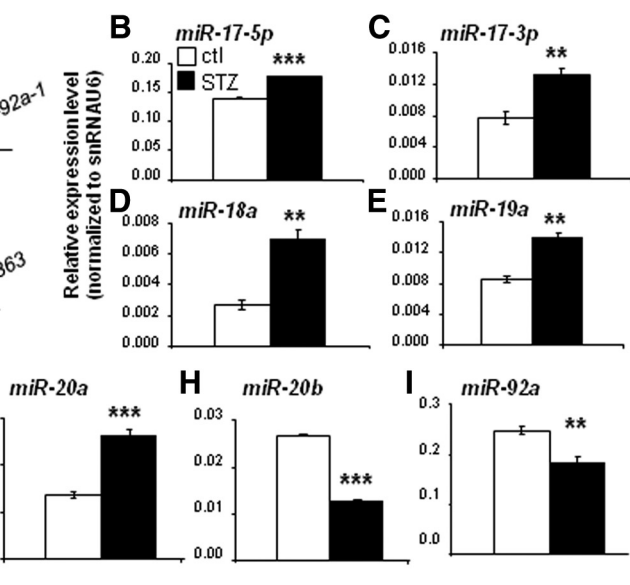 B
miR-17-5p
0.20
0.15
0.10
0.05
0.00
ctl
STZ
***
C
miR-17-3p
0.016
0.012
0.008
0.004
0.000
**
92a-1
Relative expression level
(normalized to snRNAU6)
D
miR-18a
0.008
0.006
0.004
0.002
0.000
**
E
miR-19a
0.016
0.012
0.008
0.004
0.000
**
363
miR-20a
***
H
miR-20b
0.03
0.02
0.01
0.00
***
I
miR-92a
0.3
0.2
0.1
0.0
**